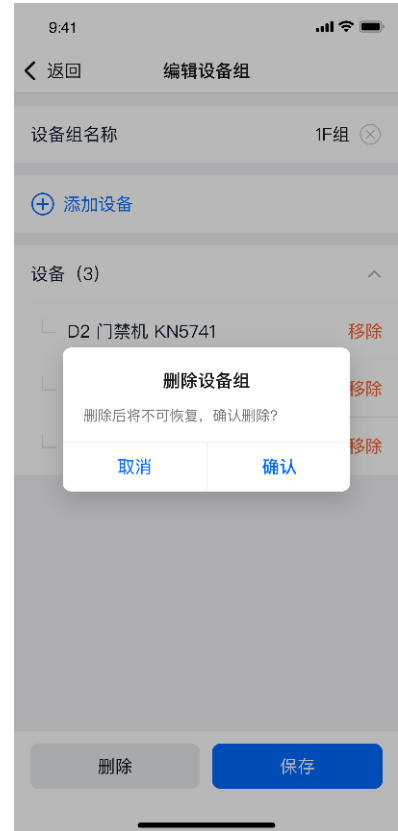 9:41
返回 编辑设备组
设备组名称 1F组
添加设备
设备（3）
D2 门禁机 KN5741 移除
移除
移除
删除设备组
删除后将不可恢复，确认删除？
取消 确认
删除 保存